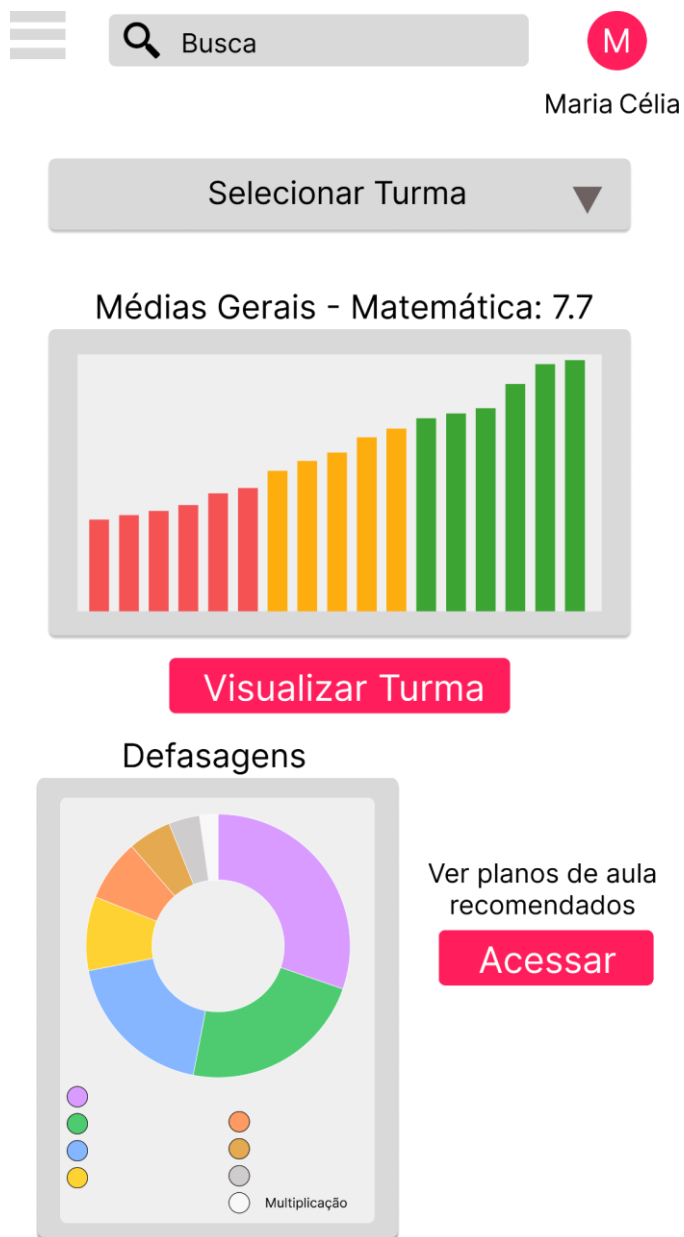 Busca
M
Maria Célia
Selecionar Turma
Médias Gerais - Matemática: 7.7
Visualizar Turma
Defasagens
Ver planos de aula
recomendados
Acessar
Multiplicação